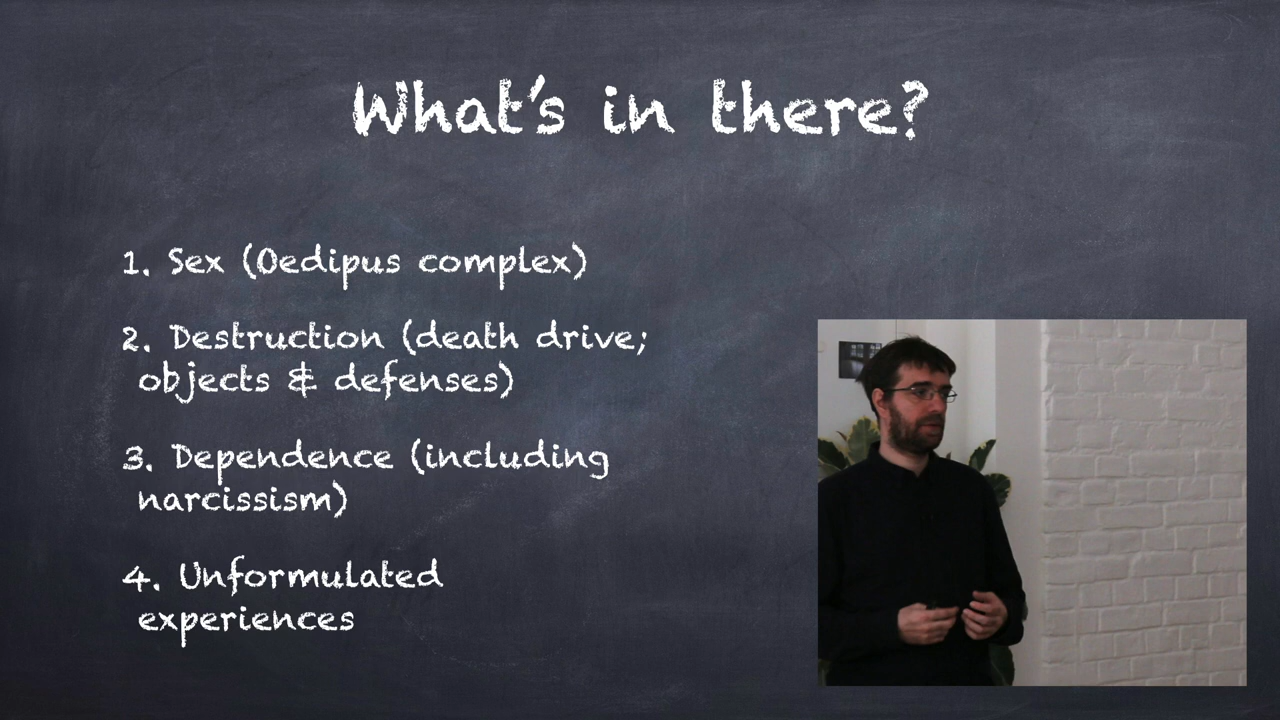 What's in there?
1. Sex (Oedipus complex)
2. Destruction (death drive;
objects & defenses)
3. Dependence (including
narcissism)
4. Unformulated
experiences